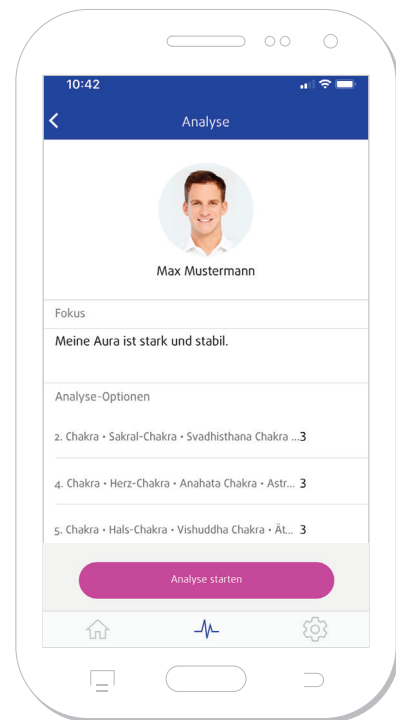 10:42
Analyse
Max Mustermann
Fokus
Meine Aura ist stark und stabil.
Analyse-Optionen
2. Chakra • Sakral-Chakra • Svadhisthana Chakra ...3
4. Chakra • Herz-Chakra • Anahata Chakra • Astr... 3
5. Chakra • Hals-Chakra • Vishuddha Chakra • Ät... 3
Analyse starten